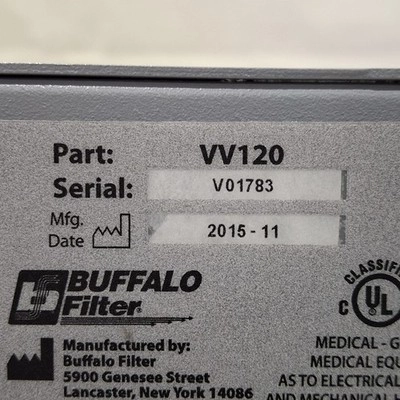 Part: VV120
Serial: V01783
Mfg. Date 2015-11
BUFFALO
Filter®
Manufactured by:
Buffalo Filter
5900 Genesee Street
Lancaster, New York 14086
CLASSIFI
C UL
MEDICAL - G
MEDICAL EQU
AS TO ELECTRICAL
AND MECHANICAL H